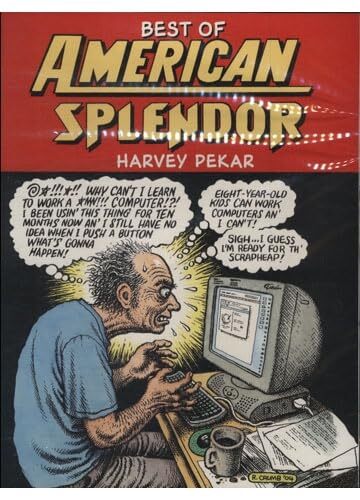 BEST OF
AMERICAN
SPLENDOR
HARVEY PEKAR
@*!!!*!! WHY CAN'T I LEARN
TO WORK A *#W!!! COMPUTER!?!
I BEEN USIN' THIS THING FOR TEN
MONTHS NOW AN' I STILL HAVE NO
IDEA WHEN I PUSH A BUTTON
WHAT'S GONNA
HAPPEN!
EIGHT-YEAR-OLD
KIDS CAN WORK
COMPUTERS AN'
I CAN'T!
SIGH...I GUESS
I'M READY FOR TH'
SCRAPHEAP!
R. CRUMB '04